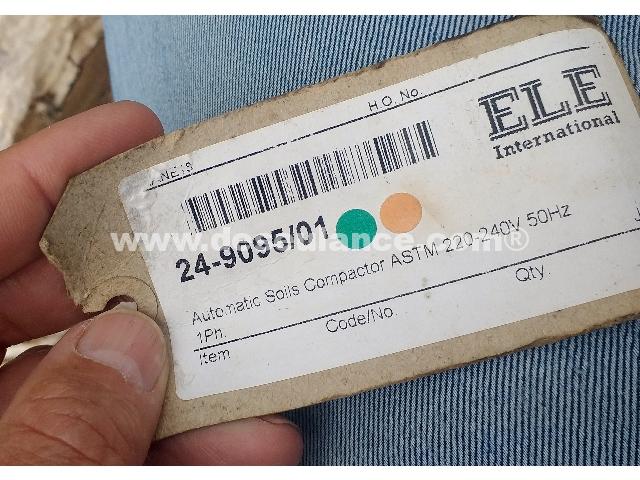 H.O. No.
ELE
International
24-9095/01
Automatic Soils Compactor ASTM 220-240V 50Hz
1Ph.
Item
Code/No.
Qty